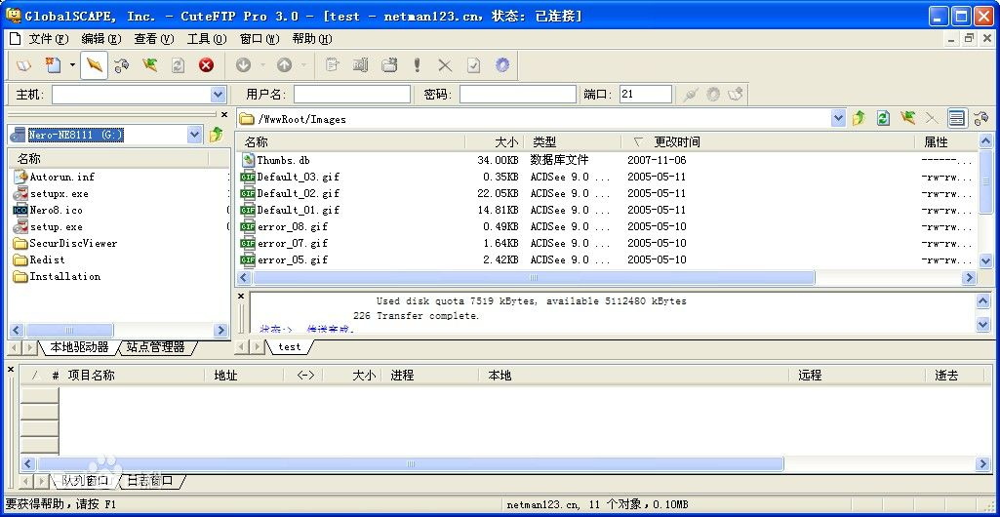 GlobalSCAPE, Inc. - CuteFTP Pro 3.0 - [test - netman123.cn, 状态: 已连接]
文件(F) 编辑(E) 查看(V) 工具(O) 窗口(W) 帮助(H)
主机: 用户名: 密码: 端口: 21
Nero-NE8111 (G:)
名称
Autorun.inf
setupx.exe
Nero8.ico
setup.exe
SecurDiscViewer
Redist
Installation
本地驱动器 站点管理器
/WwwRoot/Images
名称 大小 类型 更改时间 属性
Thumbs.db 34.00KB 数据库文件 2007-11-06 ------...
Default_03.gif 0.35KB ACDSee 9.0 ... 2005-05-11 -rw-rw...
Default_02.gif 22.05KB ACDSee 9.0 ... 2005-05-11 -rw-rw...
Default_01.gif 14.81KB ACDSee 9.0 ... 2005-05-11 -rw-rw...
error_08.gif 0.49KB ACDSee 9.0 ... 2005-05-10 -rw-rw...
error_07.gif 1.64KB ACDSee 9.0 ... 2005-05-10 -rw-rw...
error_05.gif 2.42KB ACDSee 9.0 ... 2005-05-10 -rw-rw...
Used disk quota 7519 kBytes, available 5112480 kBytes
226 Transfer complete.
状态:> 传送完成.
test
/ # 项目名称 地址 <-> 大小 进程 本地 远程 逝去
队列窗口 日志窗口
要获得帮助,请按 F1 netman123.cn, 11 个对象,0.10MB